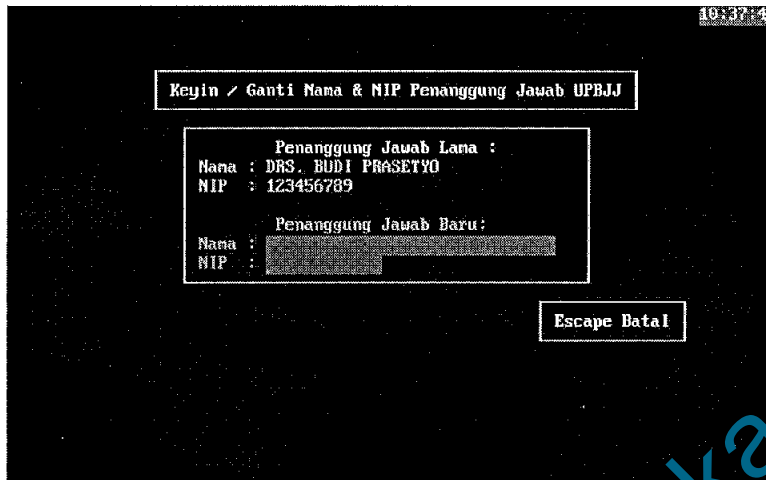 10:37:4
Keyin / Ganti Nama & NIP Penanggung Jawab UPBJJ
Penanggung Jawab Lama :
Nama : DRS. BUDI PRASETYO
NIP : 123456789
Penanggung Jawab Baru:
Nama :
NIP :
Escape Batal
ka